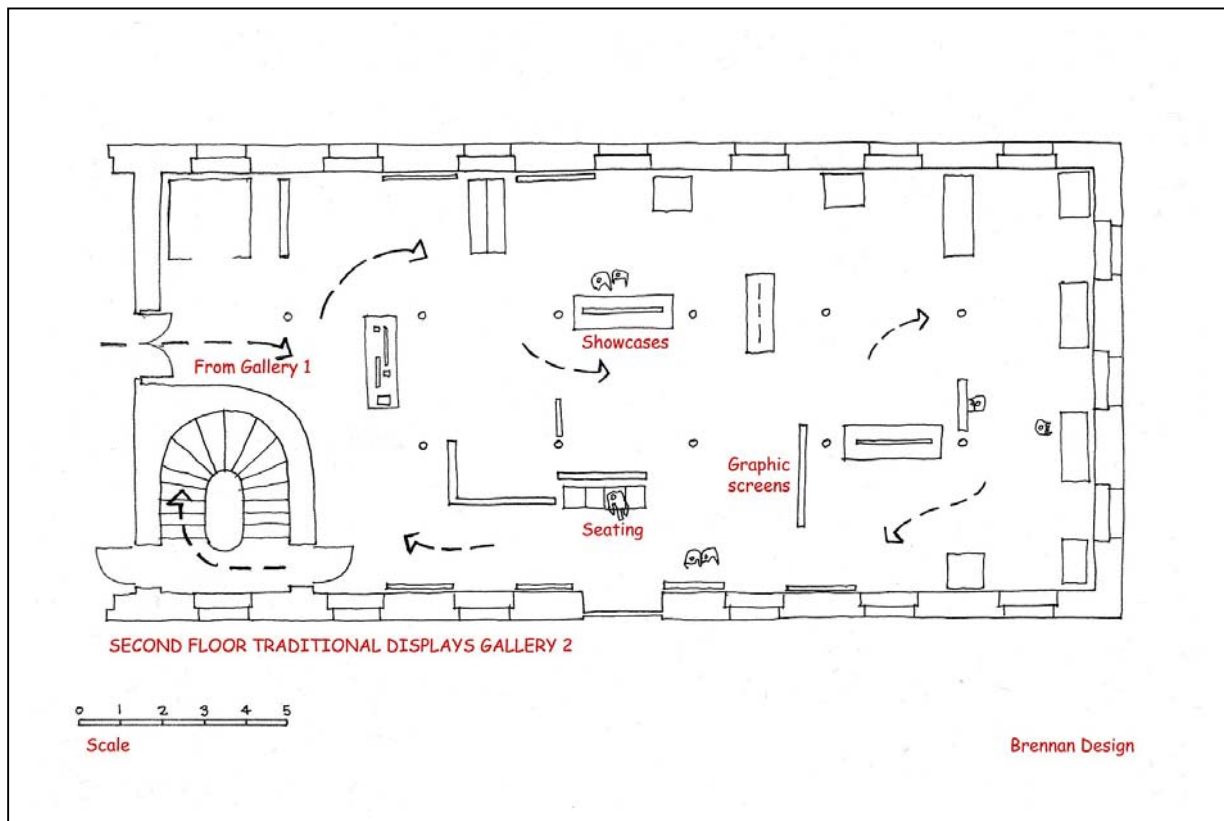 From Gallery 1
Showcases
Graphic
screens
Seating
SECOND FLOOR TRADITIONAL DISPLAYS GALLERY 2
0 1 2 3 4 5
Scale
Brennan Design